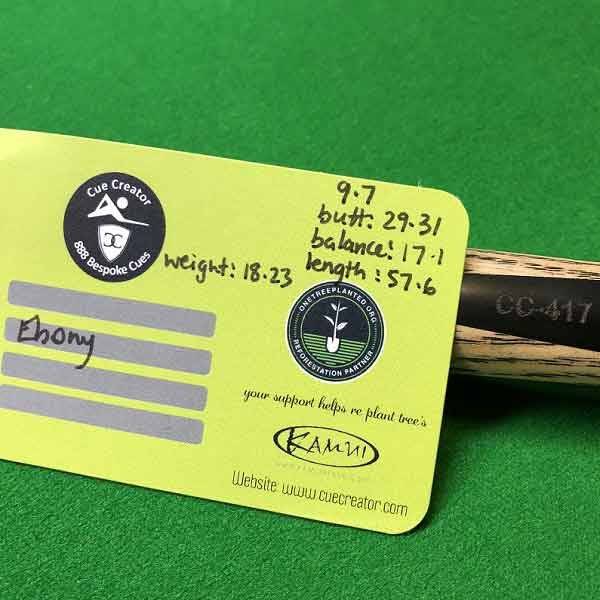 Cue Creator
888 Bespoke Cues
9.7
butt: 29.31
balance: 17.1
weight: 18.23
length: 57.6
Ebony
ONETREEPLANTED.ORG
REFORESTATION PARTNER
your support helps re plant tree's
KAMUI
Website: www.cuecreator.com
CC-417